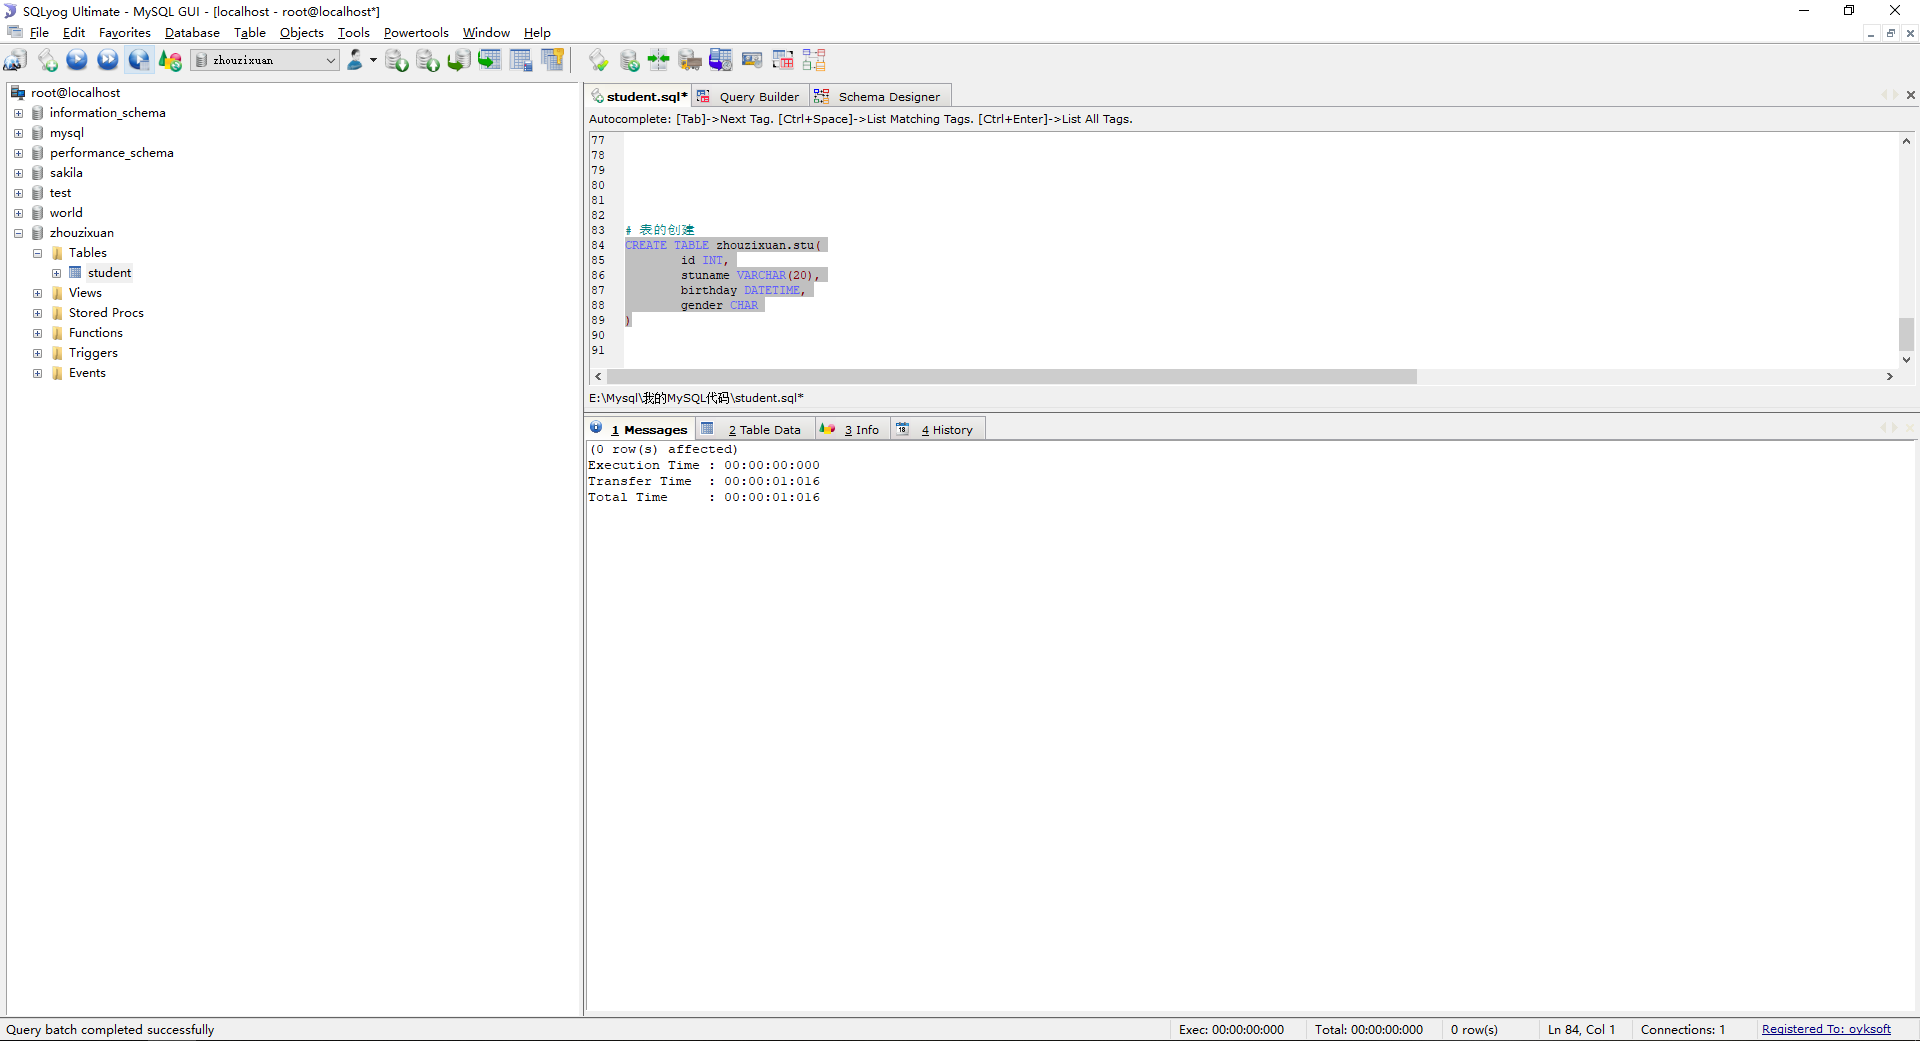 SQLyog Ultimate - MySQL GUI - [localhost - root@localhost*]
File Edit Favorites Database Table Objects Tools Powertools Window Help
zhouzixuan
root@localhost
information_schema
mysql
performance_schema
sakila
test
world
zhouzixuan
Tables
student
Views
Stored Procs
Functions
Triggers
Events
student.sql* Query Builder Schema Designer
Autocomplete: [Tab]->Next Tag. [Ctrl+Space]->List Matching Tags. [Ctrl+Enter]->List All Tags.
77
78
79
80
81
82
83 # 表的创建
84 CREATE TABLE zhouzixuan.stu(
85 id INT,
86 stuname VARCHAR(20),
87 birthday DATETIME,
88 gender CHAR
89 )
90
91
E:\Mysql\我的MySQL代码\student.sql*
1 Messages 2 Table Data 3 Info 4 History
(0 row(s) affected)
Execution Time : 00:00:00:000
Transfer Time : 00:00:01:016
Total Time : 00:00:01:016
Query batch completed successfully Exec: 00:00:00:000 Total: 00:00:00:000 0 row(s) Ln 84, Col 1 Connections: 1 Registered To: ovksoft